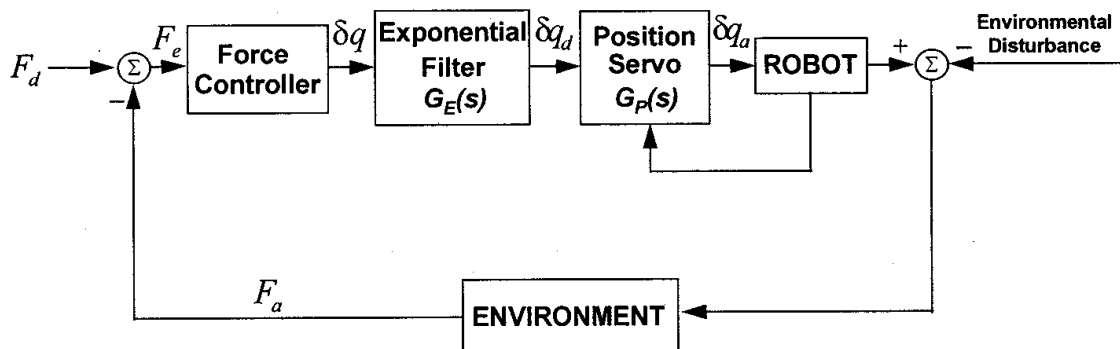 F_d
Σ
−
F_e
Force
Controller
δq
Exponential
Filter
G_E(s)
δq_d
Position
Servo
G_P(s)
δq_a
ROBOT
+
Σ
−
Environmental
Disturbance
F_a
ENVIRONMENT